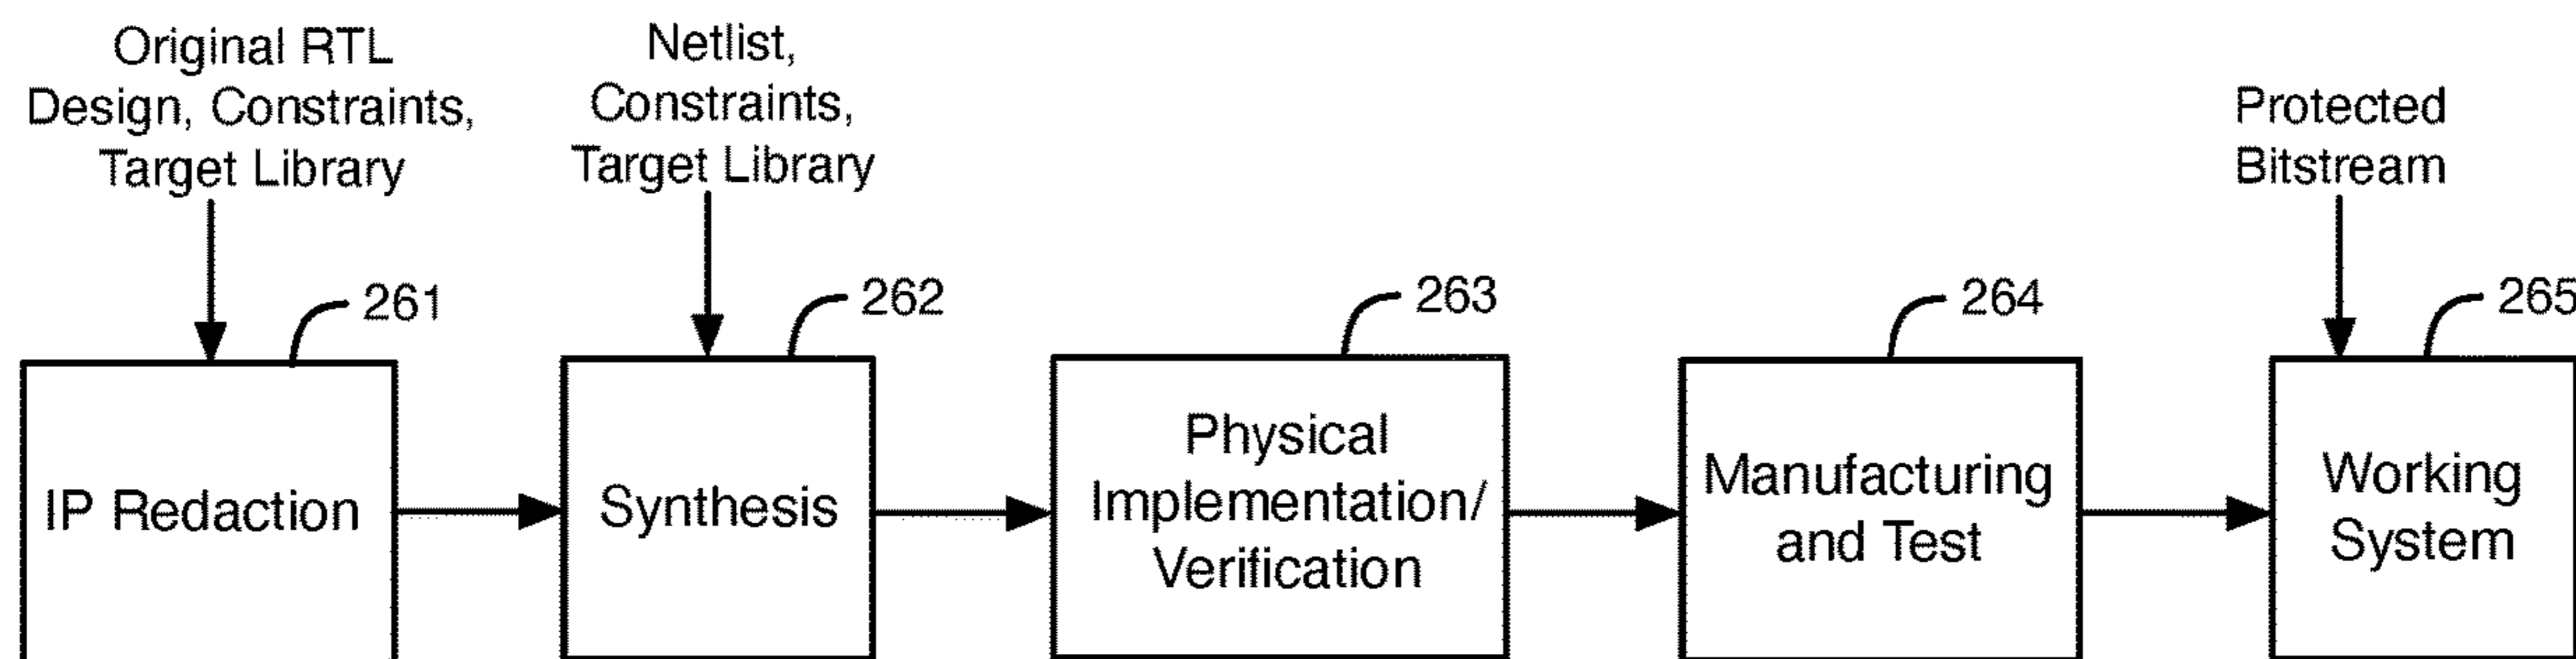 Original RTL
Design, Constraints,
Target Library
Netlist,
Constraints,
Target Library
Protected
Bitstream
261
262
263
264
265
IP Redaction
Synthesis
Physical
Implementation/
Verification
Manufacturing
and Test
Working
System